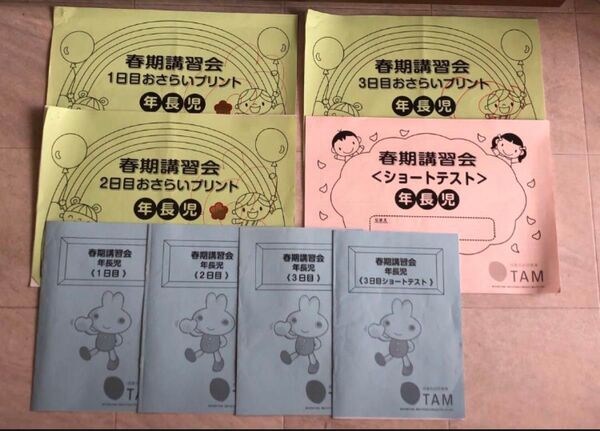 春期講習会
1日目おさらいプリント
年長児
春期講習会
3日目おさらいプリント
年長児
春期講習会
2日目おさらいプリント
年長児
春期講習会
<ショートテスト>
年長児
なまえ
TAM
春期講習会
年長児
《1日目》
TAM
春期講習会
年長児
《2日目》
TAM
春期講習会
年長児
《3日目》
TAM
春期講習会
年長児
《3日目ショートテスト》
TAM